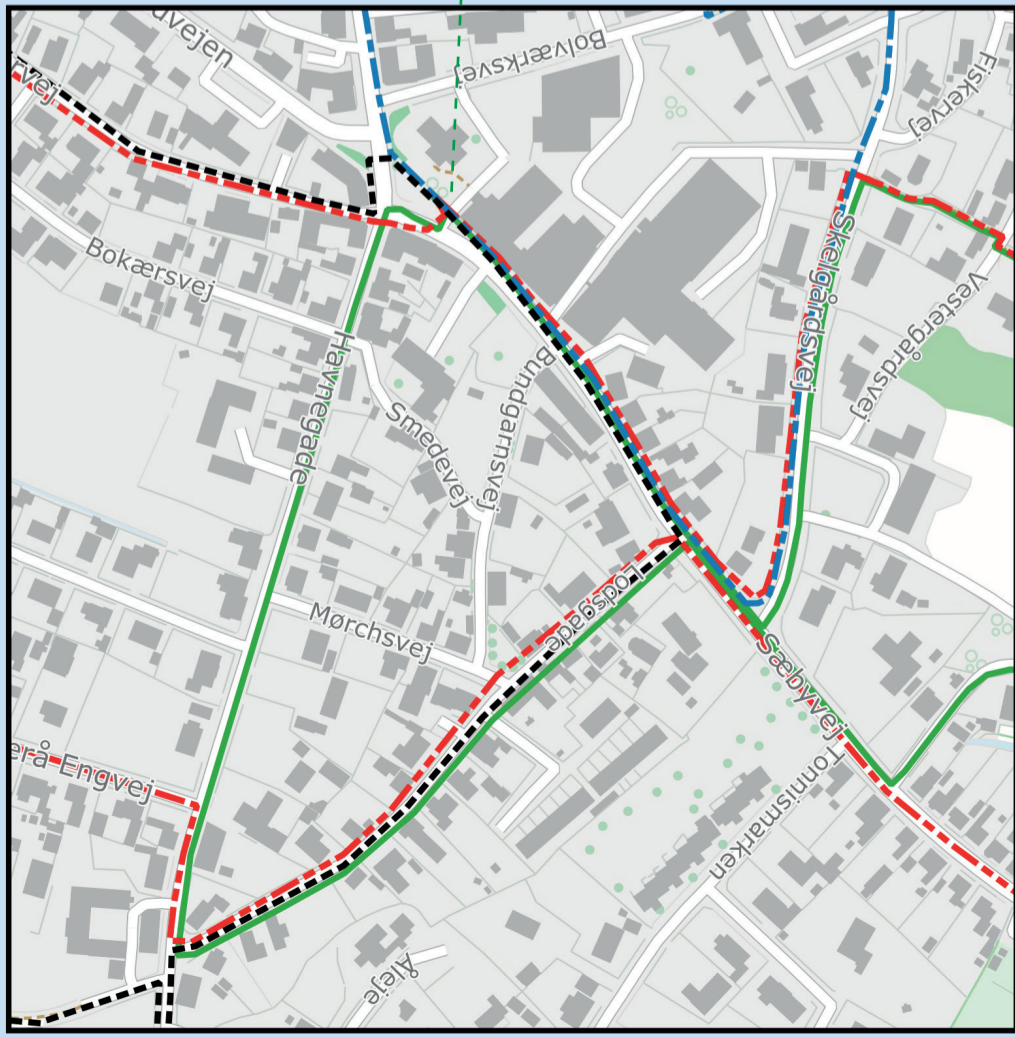 Bolværksvej
Fiskervej
Bokærsvej
Skelgårdsvej
Vestergårdsvej
Havnegade
Bundgarnsvej
Smedevej
Lodsgade
Mørchsvej
Sæbyvej
Tonnismarken
Engvej
Åleje